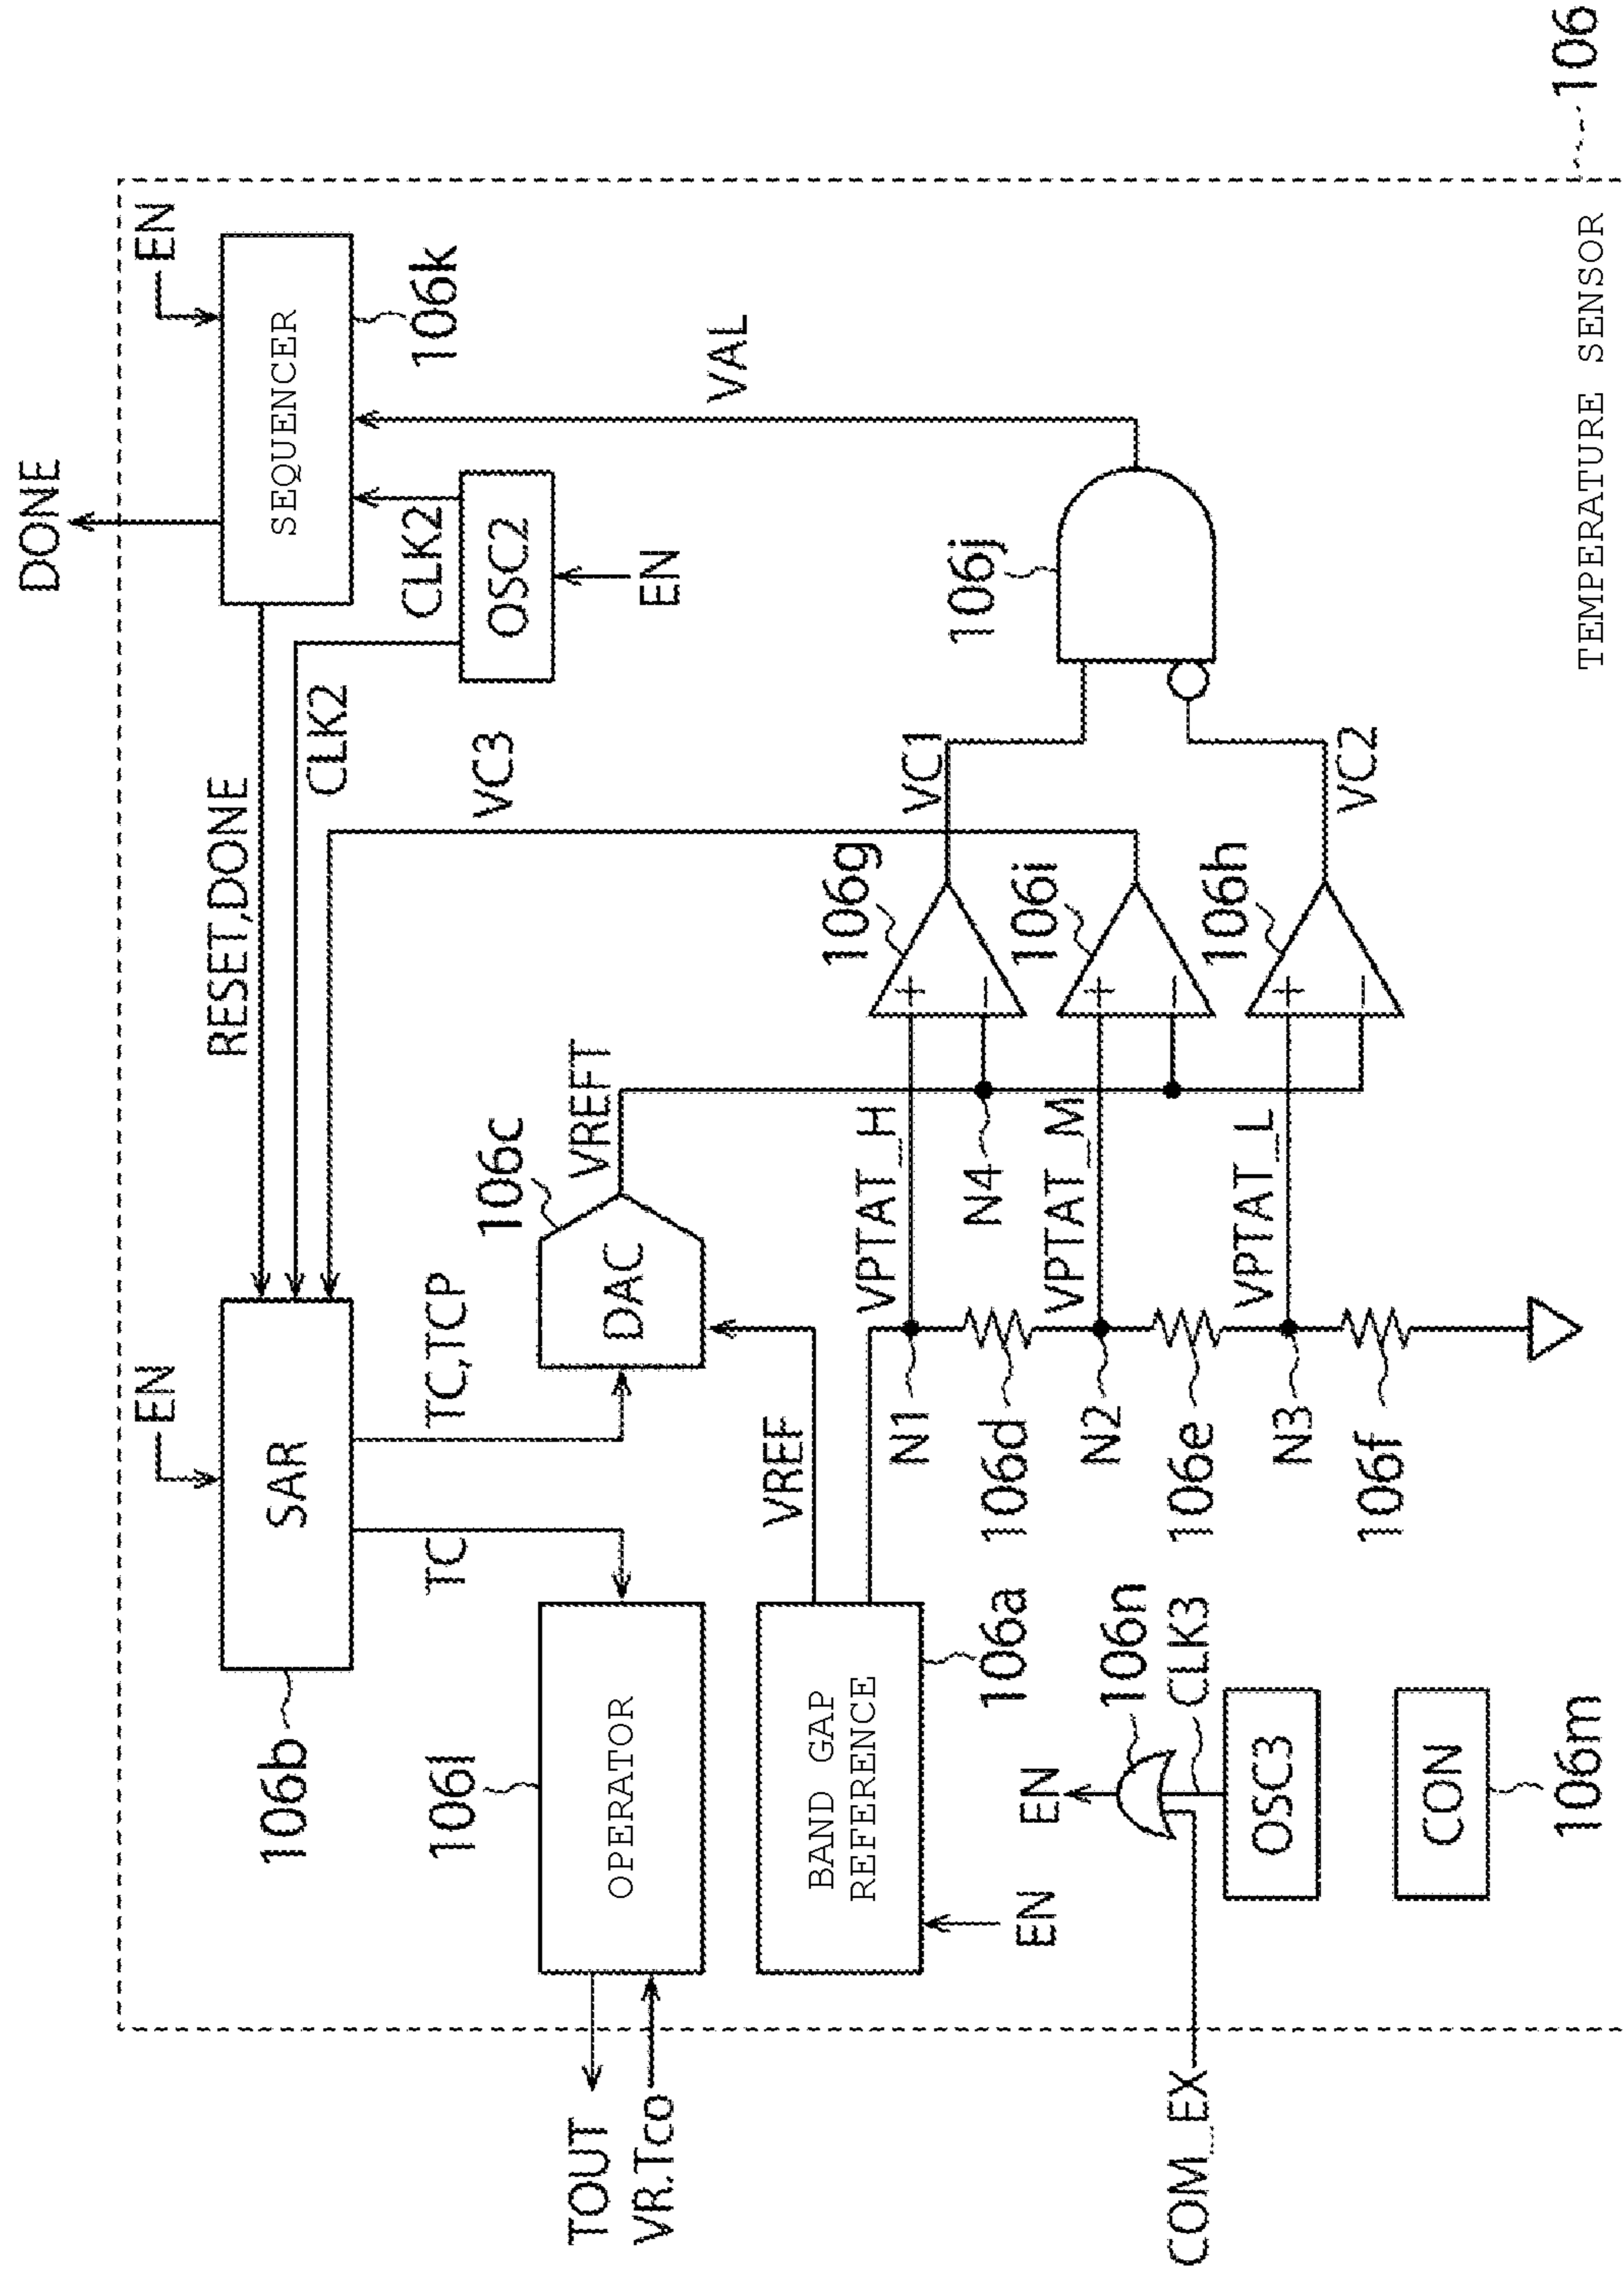 DONE
EN
SEQUENCER
106k
RESET,DONE
CLK2
CLK2
OSC2
EN
VAL
EN
SAR
106b
TC
TC,TCP
VC3
106l
OPERATOR
TOUT
VR.Tco
106c
DAC
VREFT
VREF
BAND GAP
REFERENCE
106a
EN
VPTAT_H
N1
106d
N4
VPTAT_M
N2
106e
VPTAT_L
N3
106f
106g
+
−
106i
+
−
106h
+
−
VC1
VC2
106j
EN
106n
CLK3
OSC3
COM_EX
CON
106m
TEMPERATURE SENSOR
106